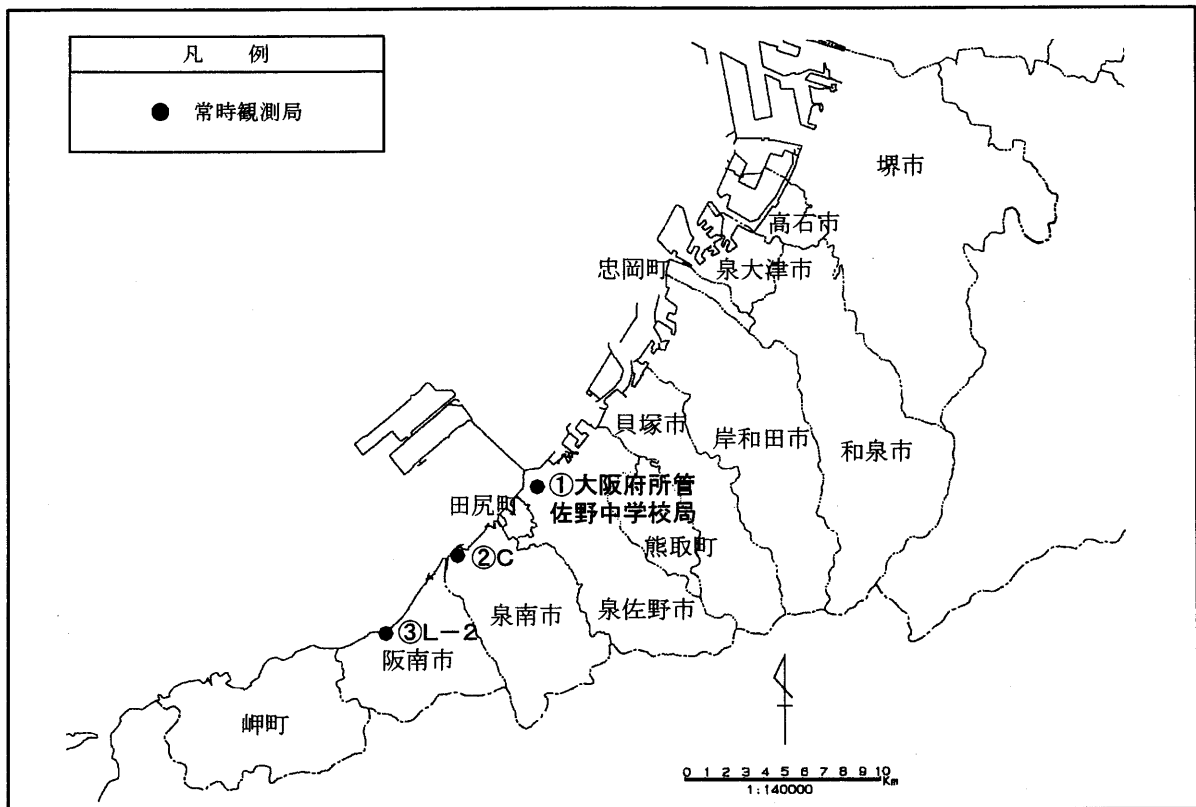 凡 例
● 常時観測局
堺市
高石市
泉大津市
忠岡町
貝塚市
岸和田市
和泉市
①大阪府所管
佐野中学校局
田尻町
熊取町
②C
泉南市
泉佐野市
③L-2
阪南市
岬町
0 1 2 3 4 5 6 7 8 9 10
Km
1:140000